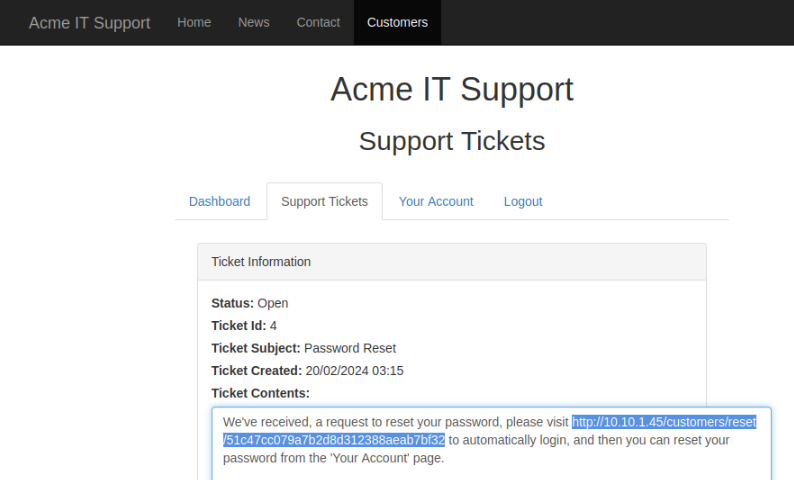 Acme IT Support Home News Contact Customers
Acme IT Support
Support Tickets
Dashboard Support Tickets Your Account Logout
Ticket Information
Status: Open
Ticket Id: 4
Ticket Subject: Password Reset
Ticket Created: 20/02/2024 03:15
Ticket Contents:
We've received, a request to reset your password, please visit http://10.10.1.45/customers/reset
/51c47cc079a7b2d8d312388aeab7bf32 to automatically login, and then you can reset your
password from the 'Your Account' page.